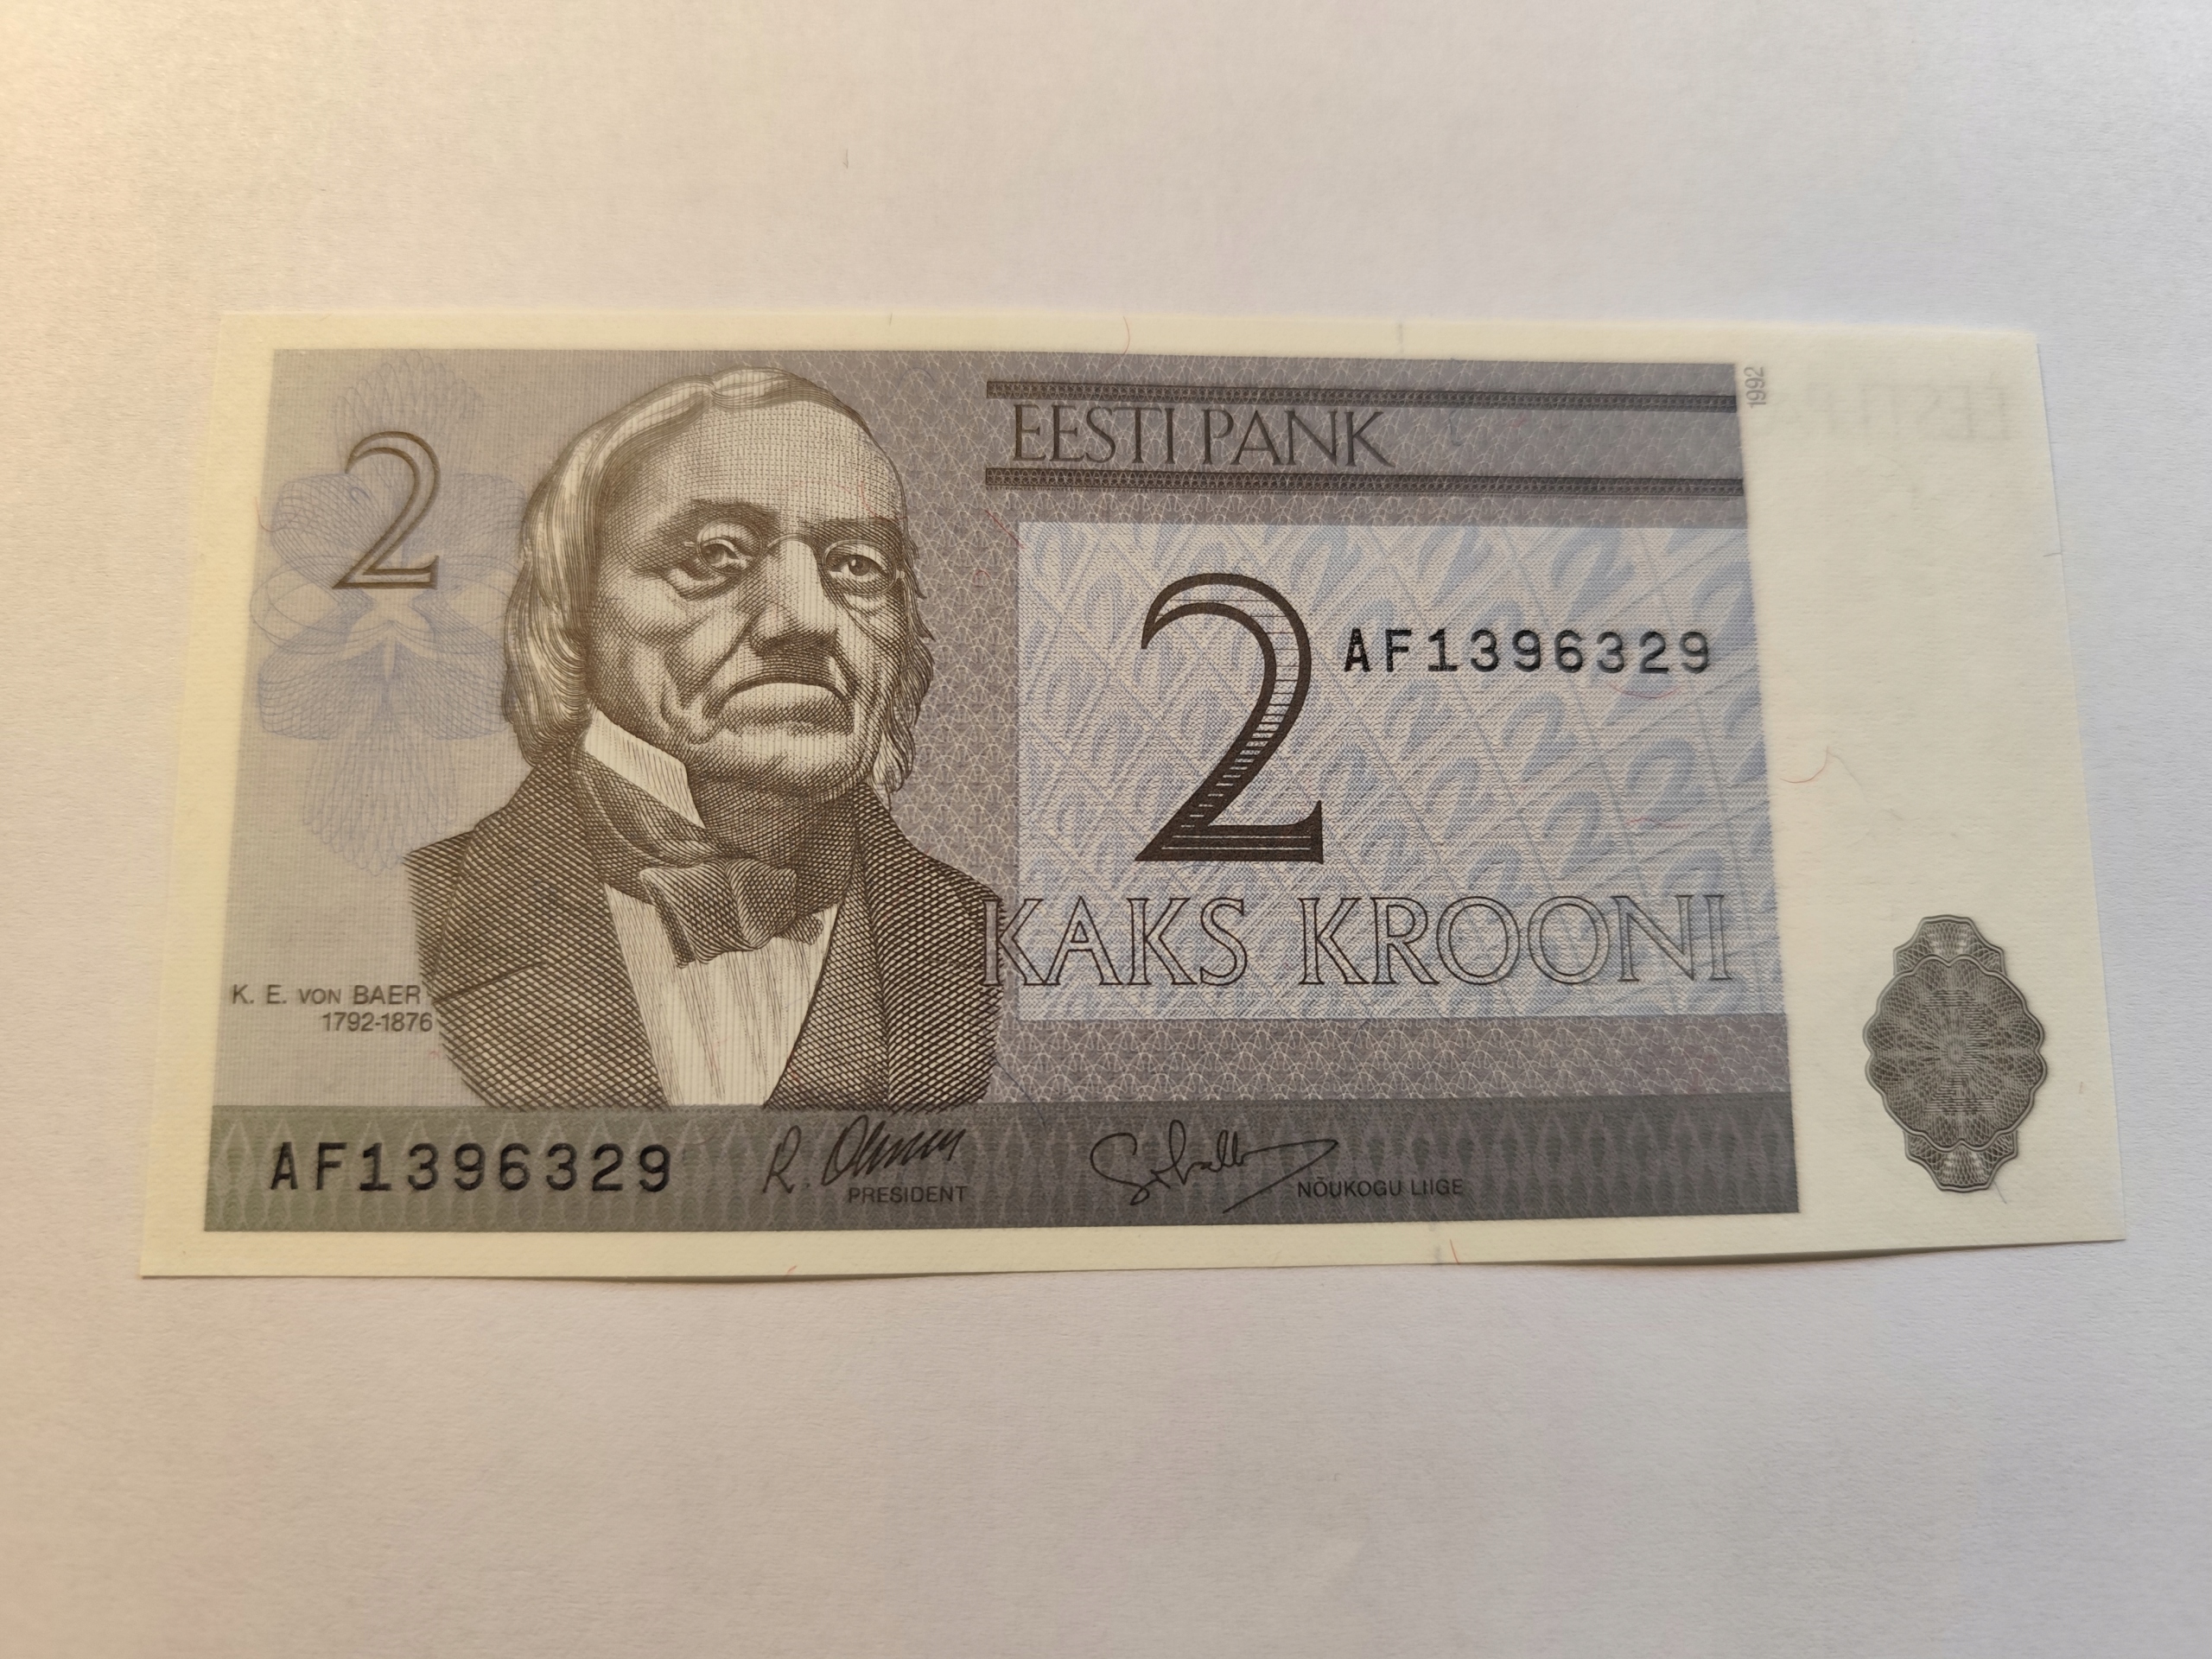 2
EESTI PANK
1992
2
AF1396329
KAKS KROONI
K. E. VON BAER
1792-1876
AF1396329
PRESIDENT
NÕUKOGU LIIGE